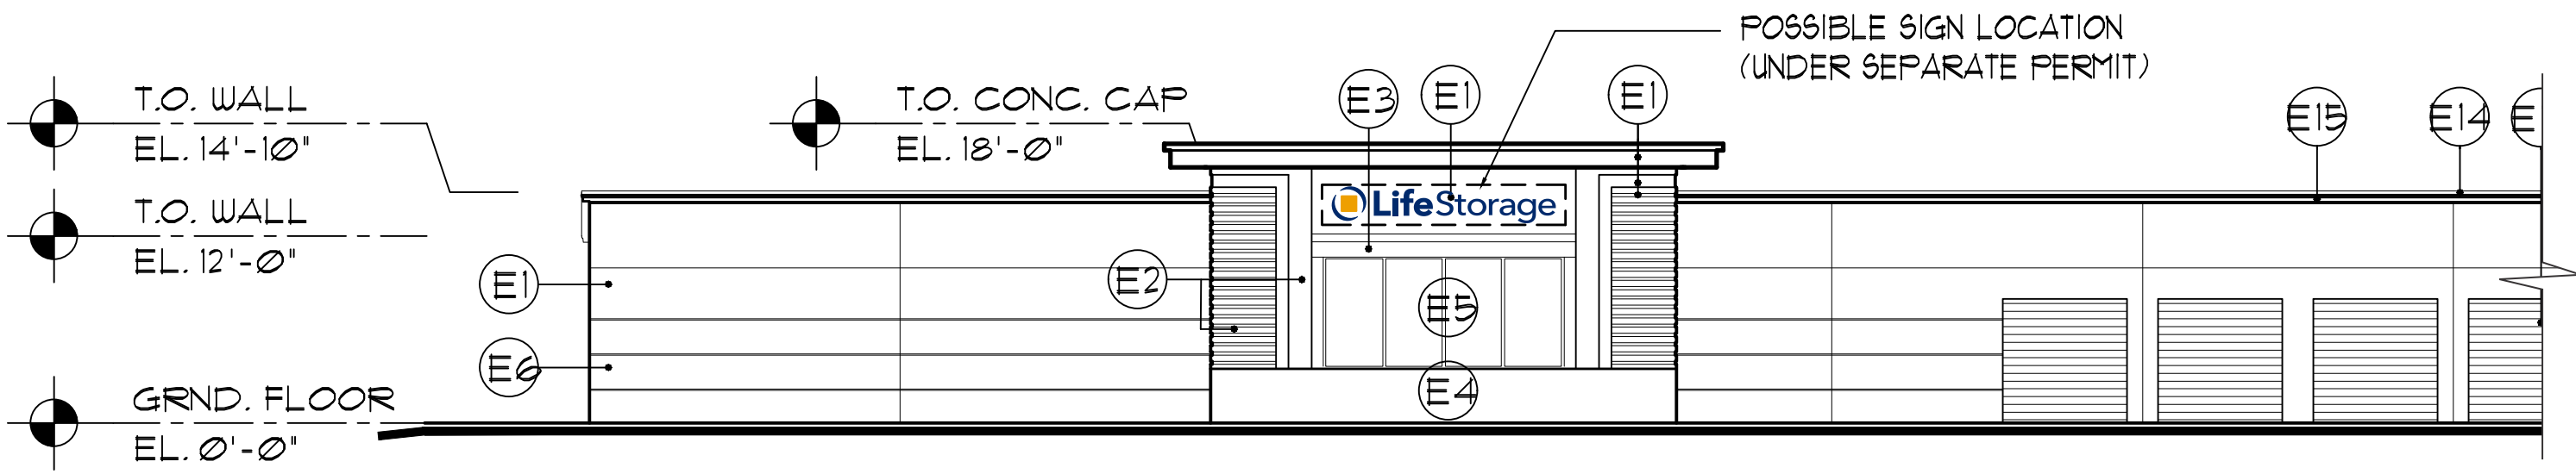 POSSIBLE SIGN LOCATION
(UNDER SEPARATE PERMIT)
T.O. WALL
EL. 14'-10"
T.O. CONC. CAP
EL. 18'-0"
E3
E1
E1
E15
E14
E
T.O. WALL
EL. 12'-0"
LifeStorage
E1
E2
E5
E6
E4
GRND. FLOOR
EL. 0'-0"